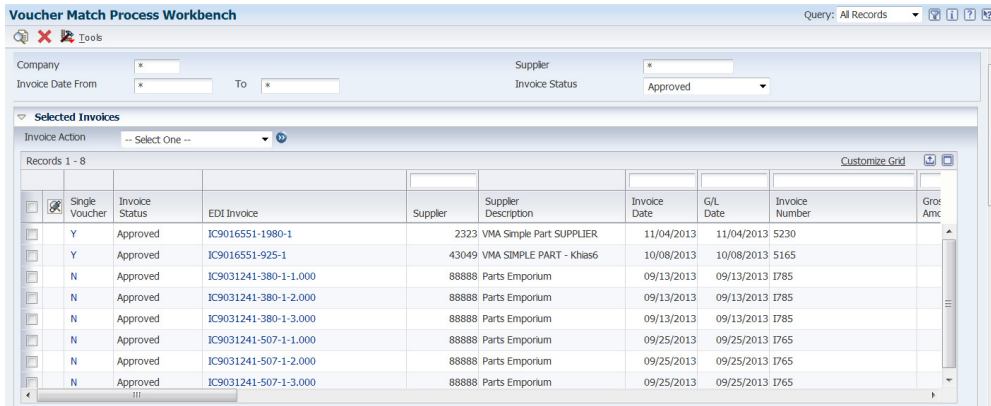 Voucher Match Process Workbench Query: All Records
Tools
Company * Supplier *
Invoice Date From * To * Invoice Status Approved
Selected Invoices
Invoice Action -- Select One --
Records 1 - 8 Customize Grid
Single Voucher Invoice Status EDI Invoice Supplier Supplier Description Invoice Date G/L Date Invoice Number Gros Amo
Y Approved IC9016551-1980-1 2323 VMA Simple Part SUPPLIER 11/04/2013 11/04/2013 5230
Y Approved IC9016551-925-1 43049 VMA SIMPLE PART - Khias6 10/08/2013 10/08/2013 5165
N Approved IC9031241-380-1-1.000 88888 Parts Emporium 09/13/2013 09/13/2013 I785
N Approved IC9031241-380-1-2.000 88888 Parts Emporium 09/13/2013 09/13/2013 I785
N Approved IC9031241-380-1-3.000 88888 Parts Emporium 09/13/2013 09/13/2013 I785
N Approved IC9031241-507-1-1.000 88888 Parts Emporium 09/25/2013 09/25/2013 I765
N Approved IC9031241-507-1-2.000 88888 Parts Emporium 09/25/2013 09/25/2013 I765
N Approved IC9031241-507-1-3.000 88888 Parts Emporium 09/25/2013 09/25/2013 I765